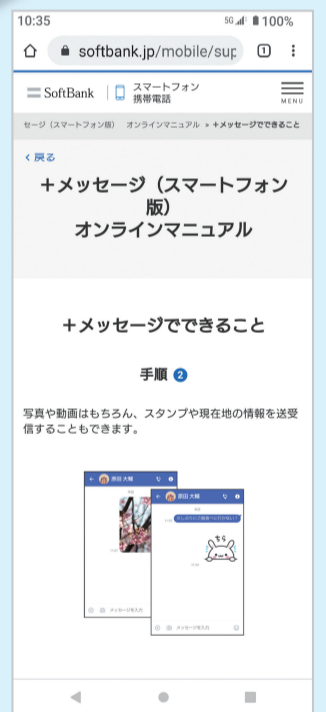 10:35
5G 100%
softbank.jp/mobile/sup
1
SoftBank
スマートフォン
携帯電話
MENU
セージ（スマートフォン版） オンラインマニュアル > +メッセージでできること
< 戻る
＋メッセージ（スマートフォン
版）
オンラインマニュアル
＋メッセージでできること
手順 2
写真や動画はもちろん、スタンプや現在地の情報を送受
信することもできます。
原田 大輔
原田 大輔
メッセージを入力
メッセージを入力